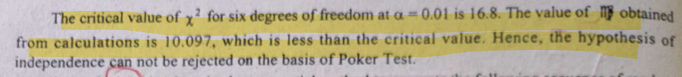 The critical value of χ² for six degrees of freedom at α = 0.01 is 16.8. The value of obtained
from calculations is 10.097, which is less than the critical value. Hence, the hypothesis of
independence can not be rejected on the basis of Poker Test.